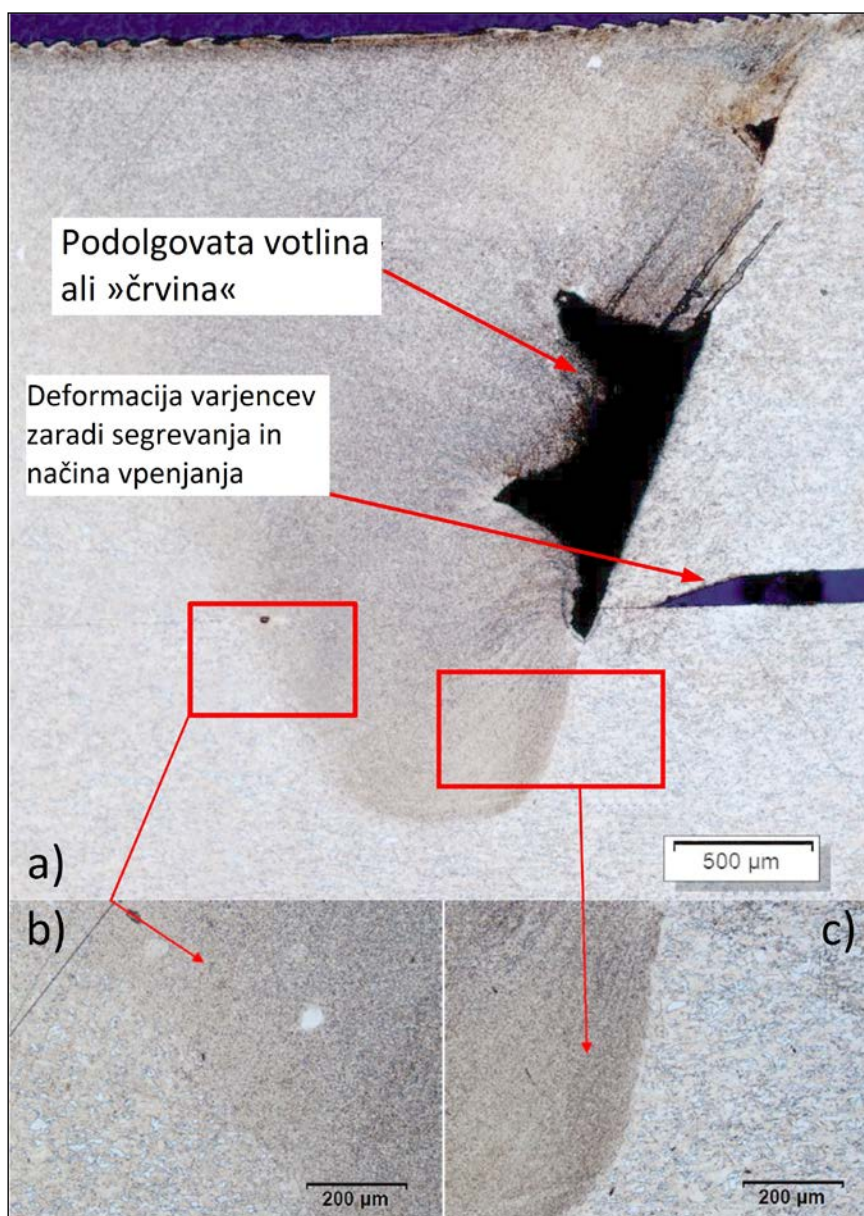 Podolgovata votlina
ali »črvina«
Deformacija varjencev
zaradi segrevanja in
načina vpenjanja
a)
500 µm
b)
c)
200 µm
200 µm